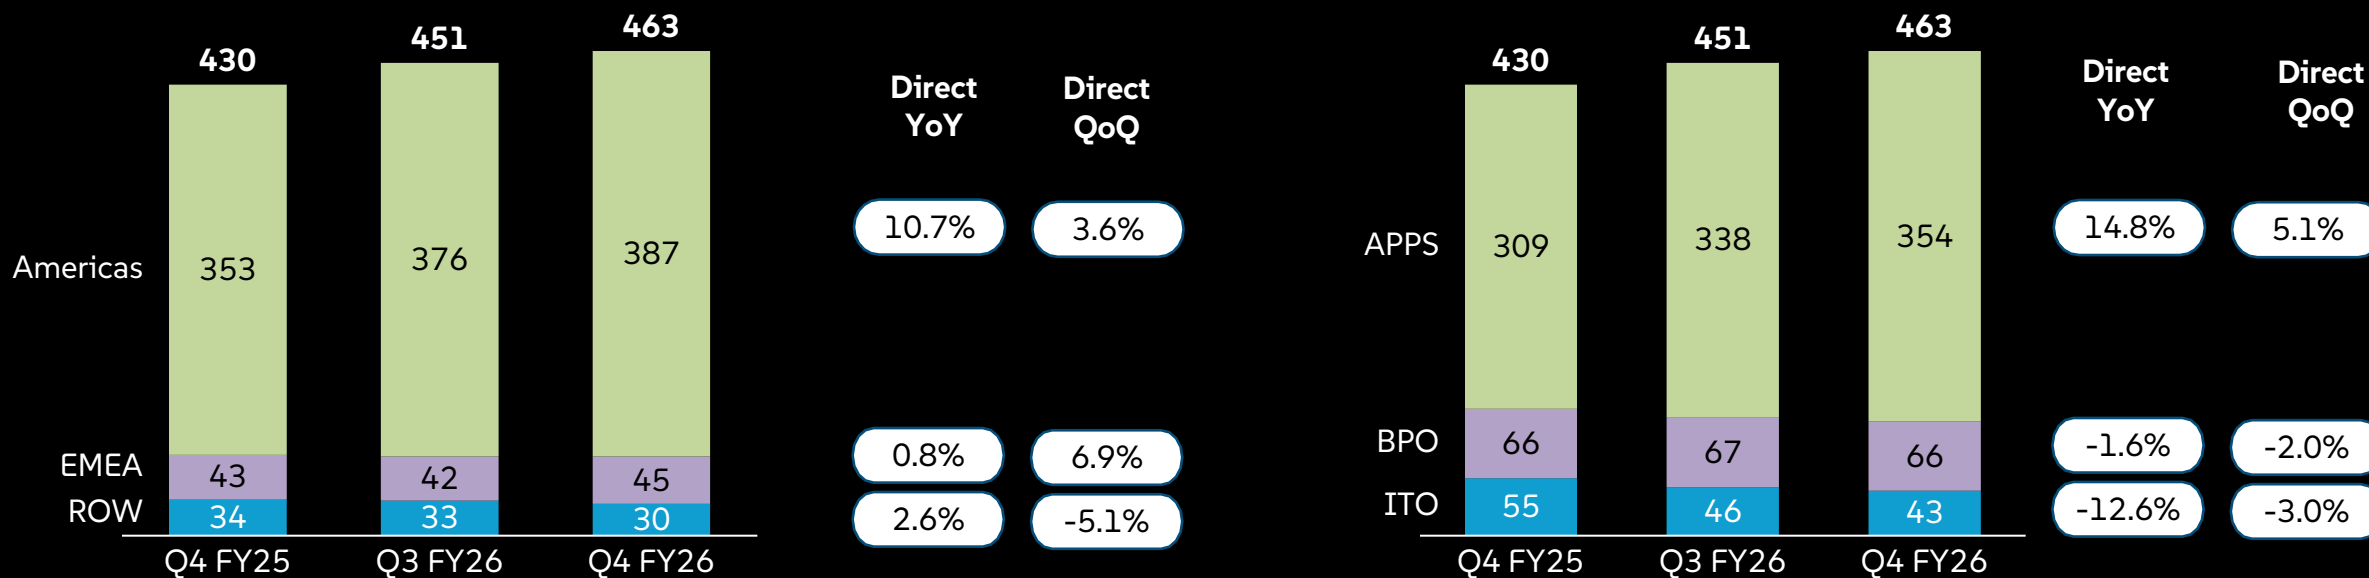 430
451
463
Direct
YoY
Direct
QoQ
Americas
353
376
387
10.7%
3.6%
EMEA
43
42
45
0.8%
6.9%
ROW
34
33
30
2.6%
-5.1%
Q4 FY25
Q3 FY26
Q4 FY26
430
451
463
Direct
YoY
Direct
QoQ
APPS
309
338
354
14.8%
5.1%
BPO
66
67
66
-1.6%
-2.0%
ITO
55
46
43
-12.6%
-3.0%
Q4 FY25
Q3 FY26
Q4 FY26